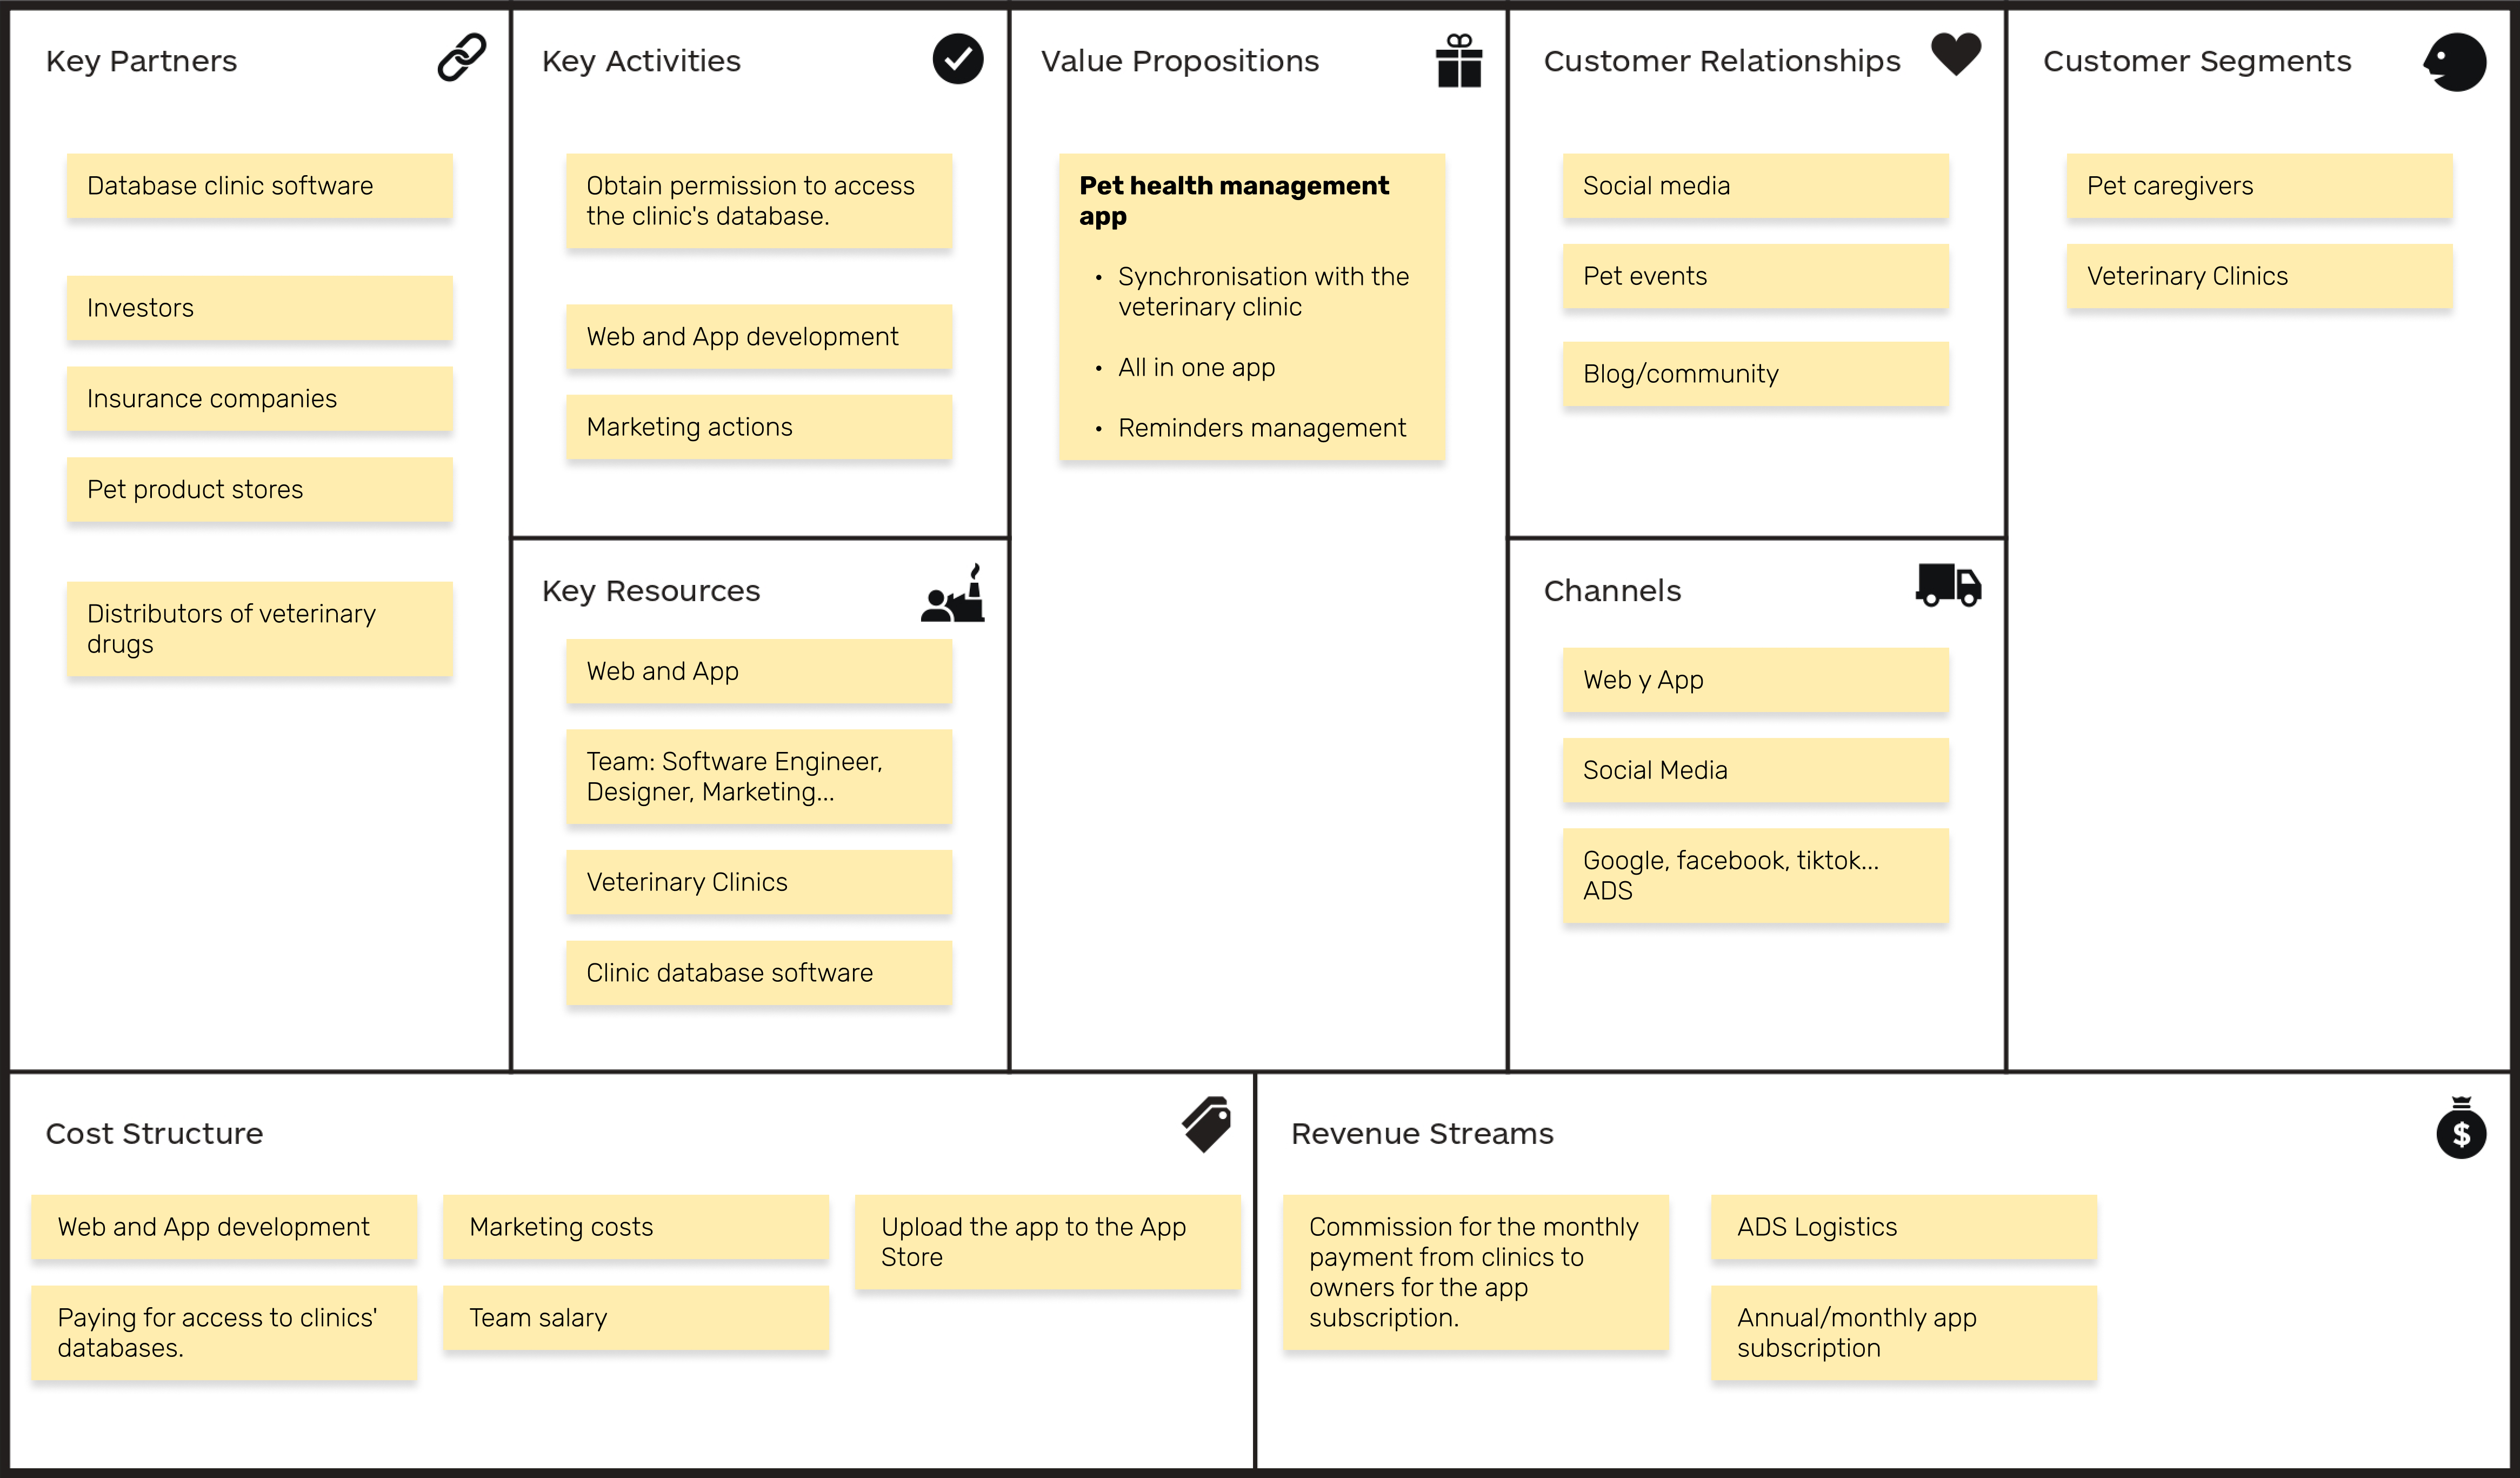 Key Partners
Database clinic software
Investors
Insurance companies
Pet product stores
Distributors of veterinary
drugs
Key Activities
Obtain permission to access
the clinic's database.
Web and App development
Marketing actions
Key Resources
Web and App
Team: Software Engineer,
Designer, Marketing...
Veterinary Clinics
Clinic database software
Value Propositions
Pet health management
app
• Synchronisation with the
veterinary clinic
• All in one app
• Reminders management
Customer Relationships
Social media
Pet events
Blog/community
Channels
Web y App
Social Media
Google, facebook, tiktok...
ADS
Customer Segments
Pet caregivers
Veterinary Clinics
Cost Structure
Web and App development
Paying for access to clinics'
databases.
Marketing costs
Team salary
Upload the app to the App
Store
Revenue Streams
$
Commission for the monthly
payment from clinics to
owners for the app
subscription.
ADS Logistics
Annual/monthly app
subscription